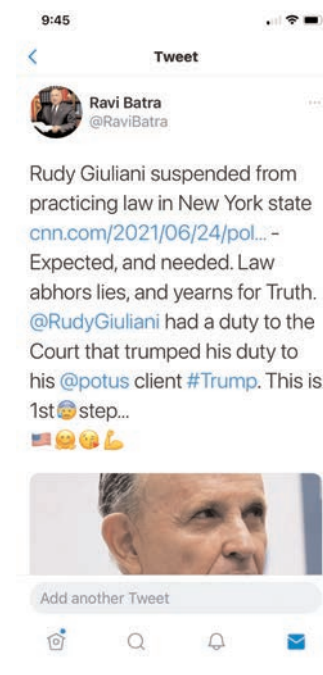 9:45
Tweet
Ravi Batra
@RaviBatra
Rudy Giuliani suspended from
practicing law in New York state
cnn.com/2021/06/24/pol... -
Expected, and needed. Law
abhors lies, and yearns for Truth.
@RudyGiuliani had a duty to the
Court that trumped his duty to
his @potus client #Trump. This is
1st😰step...
🇺🇸🤗😘💪
Add another Tweet